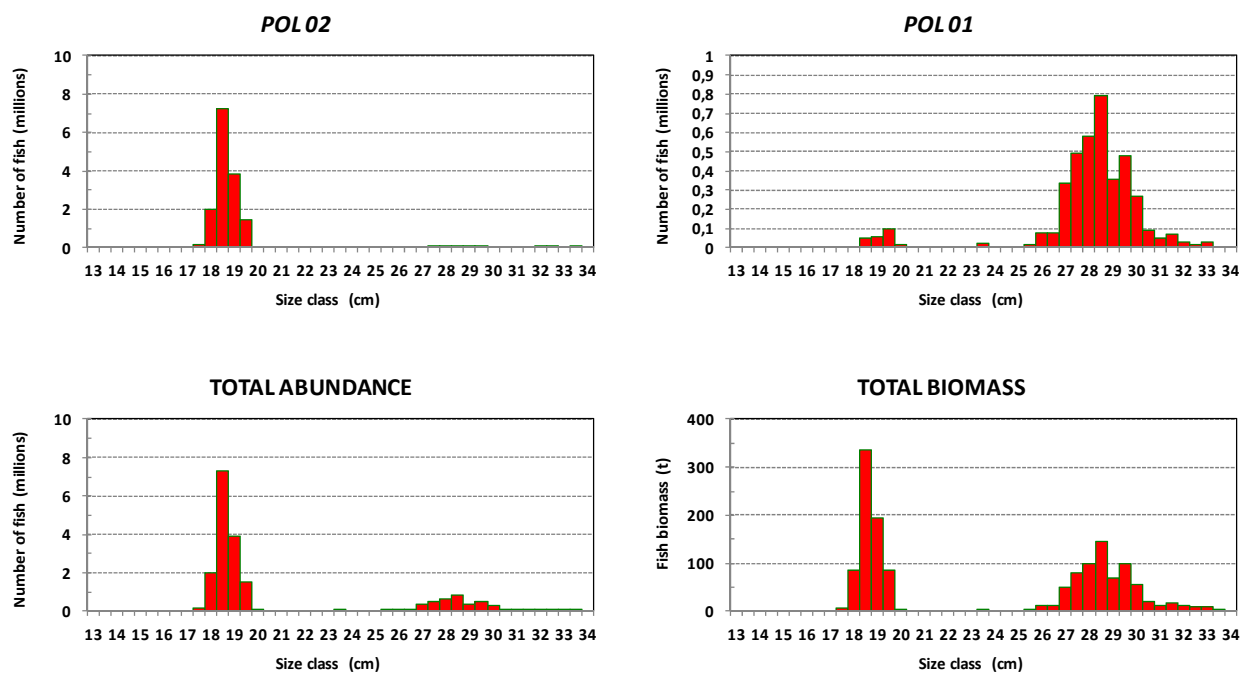 POL 02
Number of fish (millions)
10
8
6
4
2
0
13 14 15 16 17 18 19 20 21 22 23 24 25 26 27 28 29 30 31 32 33 34
Size class (cm)
POL 01
Number of fish (millions)
1
0,9
0,8
0,7
0,6
0,5
0,4
0,3
0,2
0,1
0
13 14 15 16 17 18 19 20 21 22 23 24 25 26 27 28 29 30 31 32 33 34
Size class (cm)
TOTAL ABUNDANCE
Number of fish (millions)
10
8
6
4
2
0
13 14 15 16 17 18 19 20 21 22 23 24 25 26 27 28 29 30 31 32 33 34
Size class (cm)
TOTAL BIOMASS
Fish biomass (t)
400
300
200
100
0
13 14 15 16 17 18 19 20 21 22 23 24 25 26 27 28 29 30 31 32 33 34
Size class (cm)